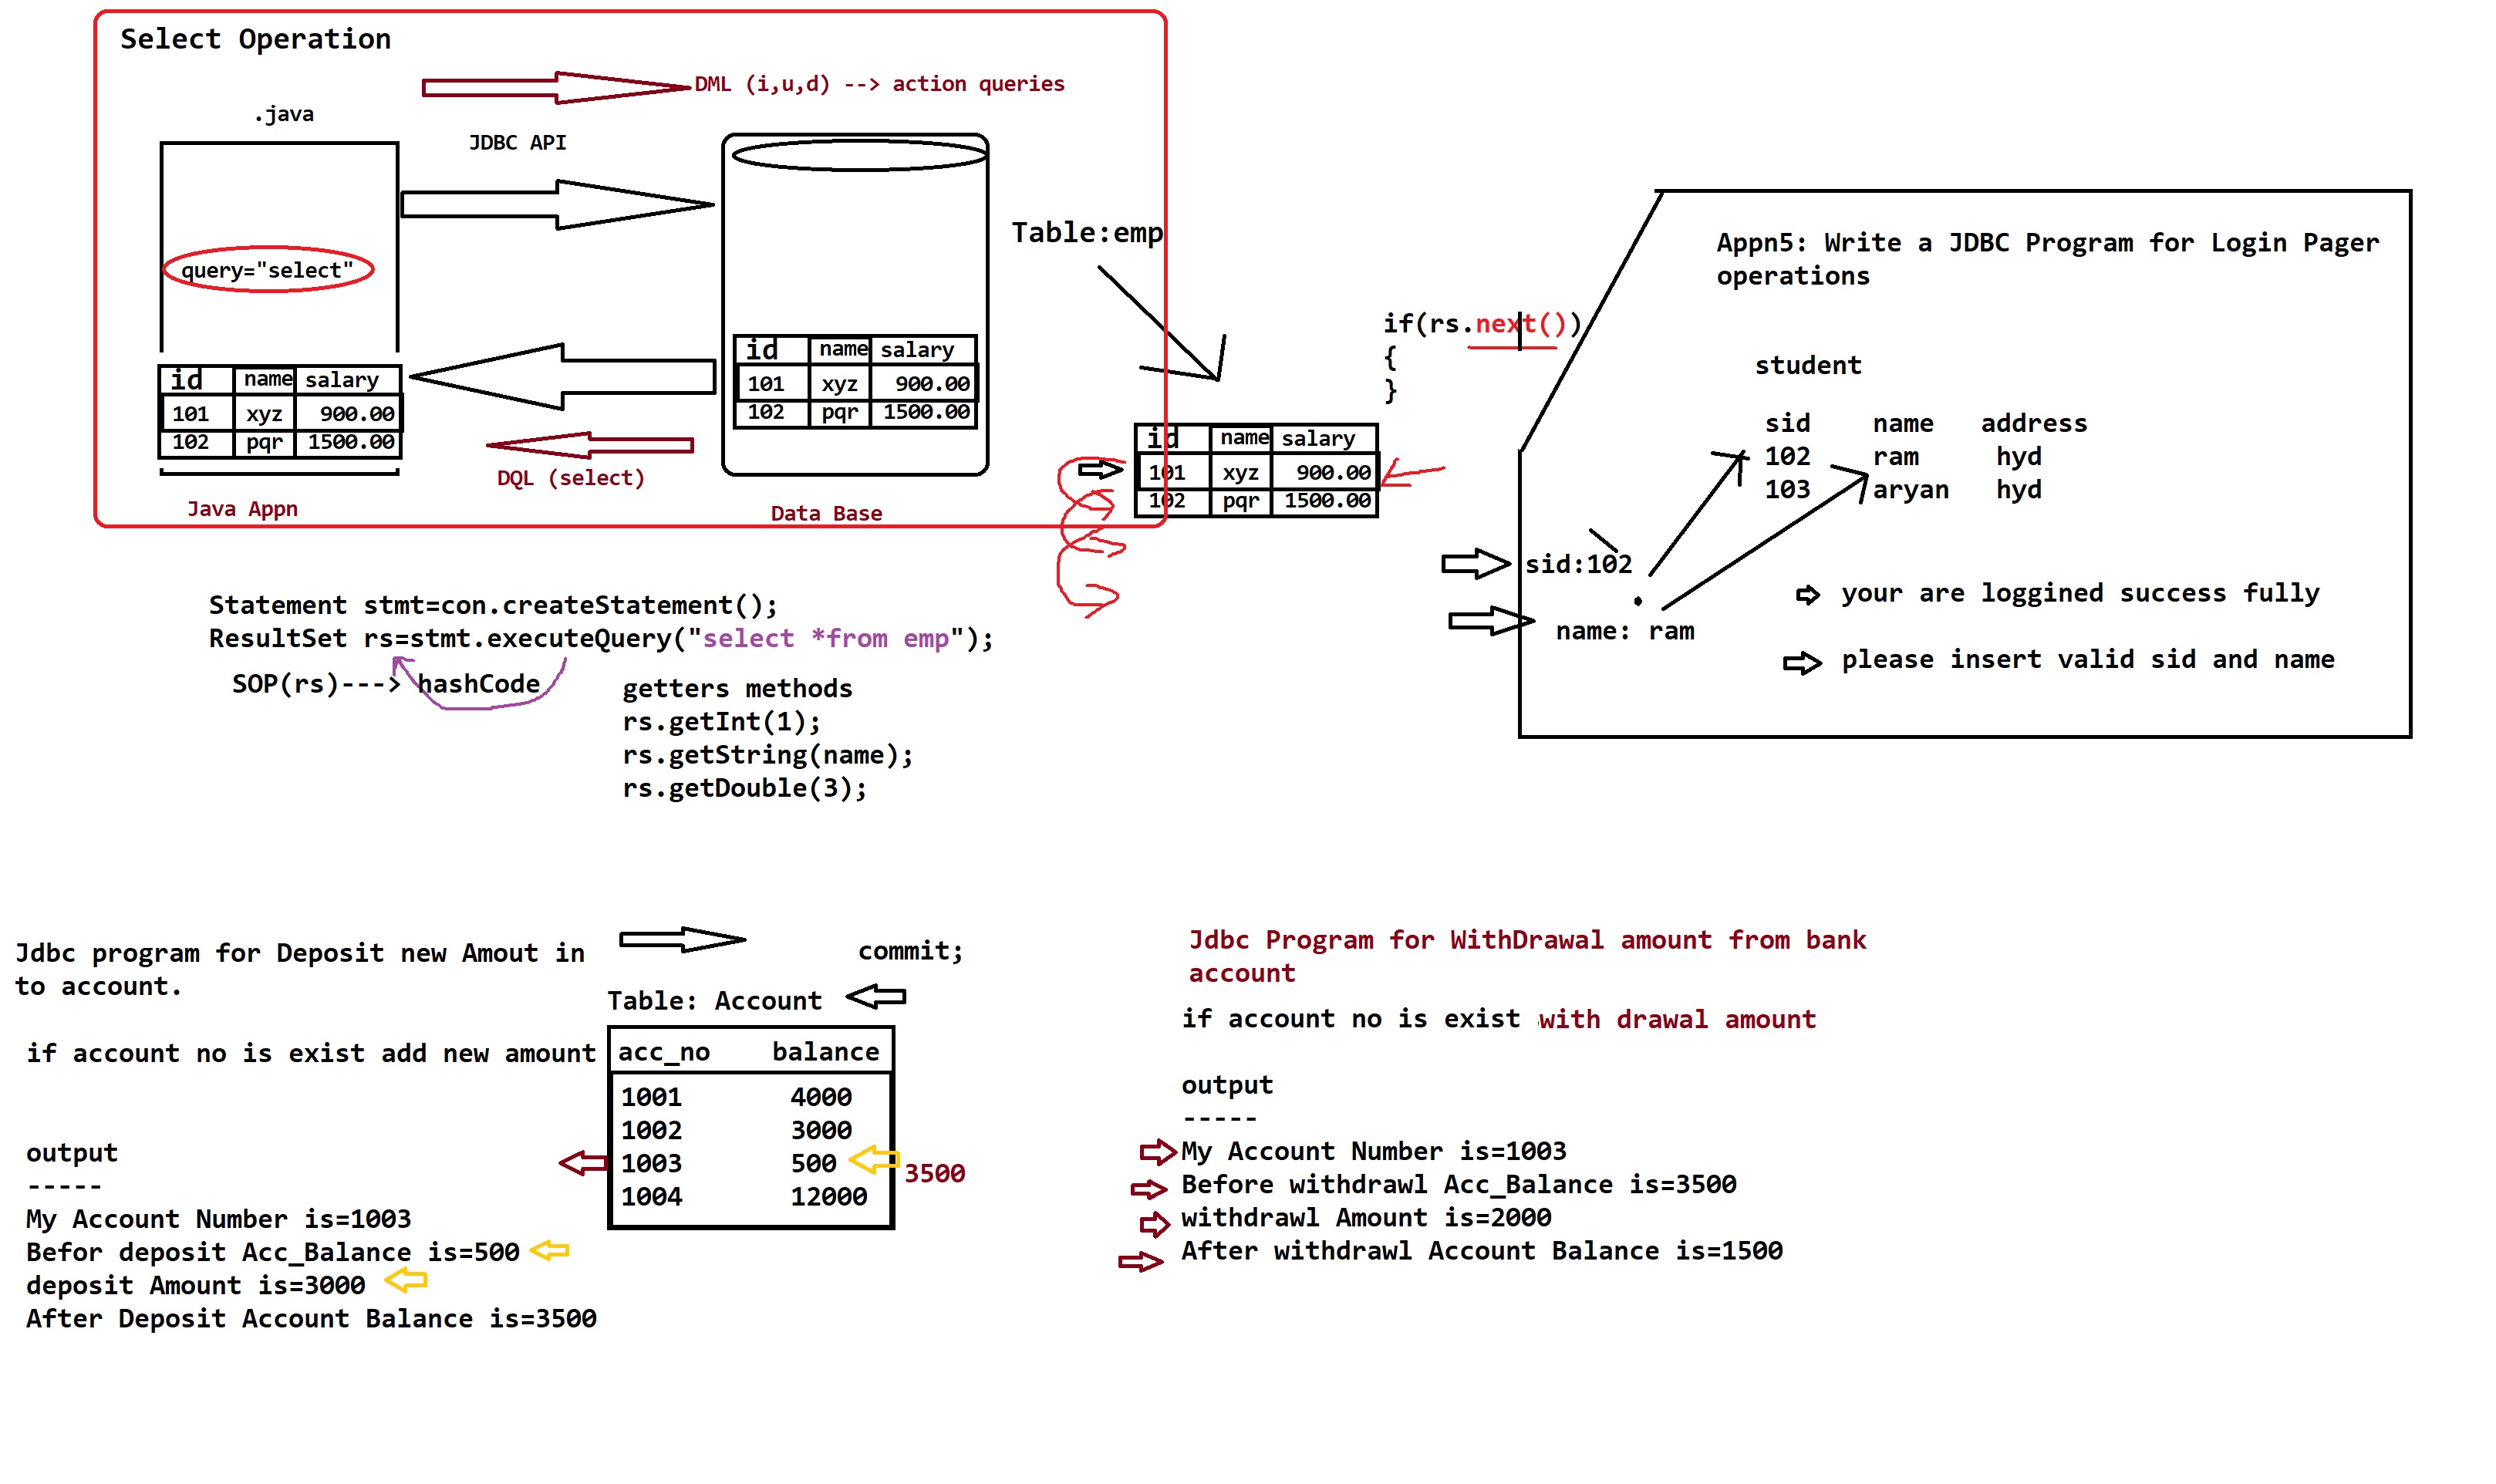 Select Operation
DML (i,u,d) --> action queries
.java
JDBC API
query="select"
id name salary
101 xyz 900.00
102 pqr 1500.00
id name salary
101 xyz 900.00
102 pqr 1500.00
DQL (select)
Java Appn
Data Base
Table:emp
if(rs.next())
{
}
id name salary
101 xyz 900.00
102 pqr 1500.00
Appn5: Write a JDBC Program for Login Pager
operations
student
sid name address
102 ram hyd
103 aryan hyd
sid:102
name: ram
your are loggined success fully
please insert valid sid and name
Statement stmt=con.createStatement();
ResultSet rs=stmt.executeQuery("select *from emp");
SOP(rs)---> hashCode
getters methods
rs.getInt(1);
rs.getString(name);
rs.getDouble(3);
Jdbc program for Deposit new Amout in
to account.
if account no is exist add new amount
output
-----
My Account Number is=1003
Befor deposit Acc_Balance is=500
deposit Amount is=3000
After Deposit Account Balance is=3500
commit;
Table: Account
acc_no balance
1001 4000
1002 3000
1003 500
1004 12000
3500
Jdbc Program for WithDrawal amount from bank
account
if account no is exist with drawal amount
output
-----
My Account Number is=1003
Before withdrawl Acc_Balance is=3500
withdrawl Amount is=2000
After withdrawl Account Balance is=1500